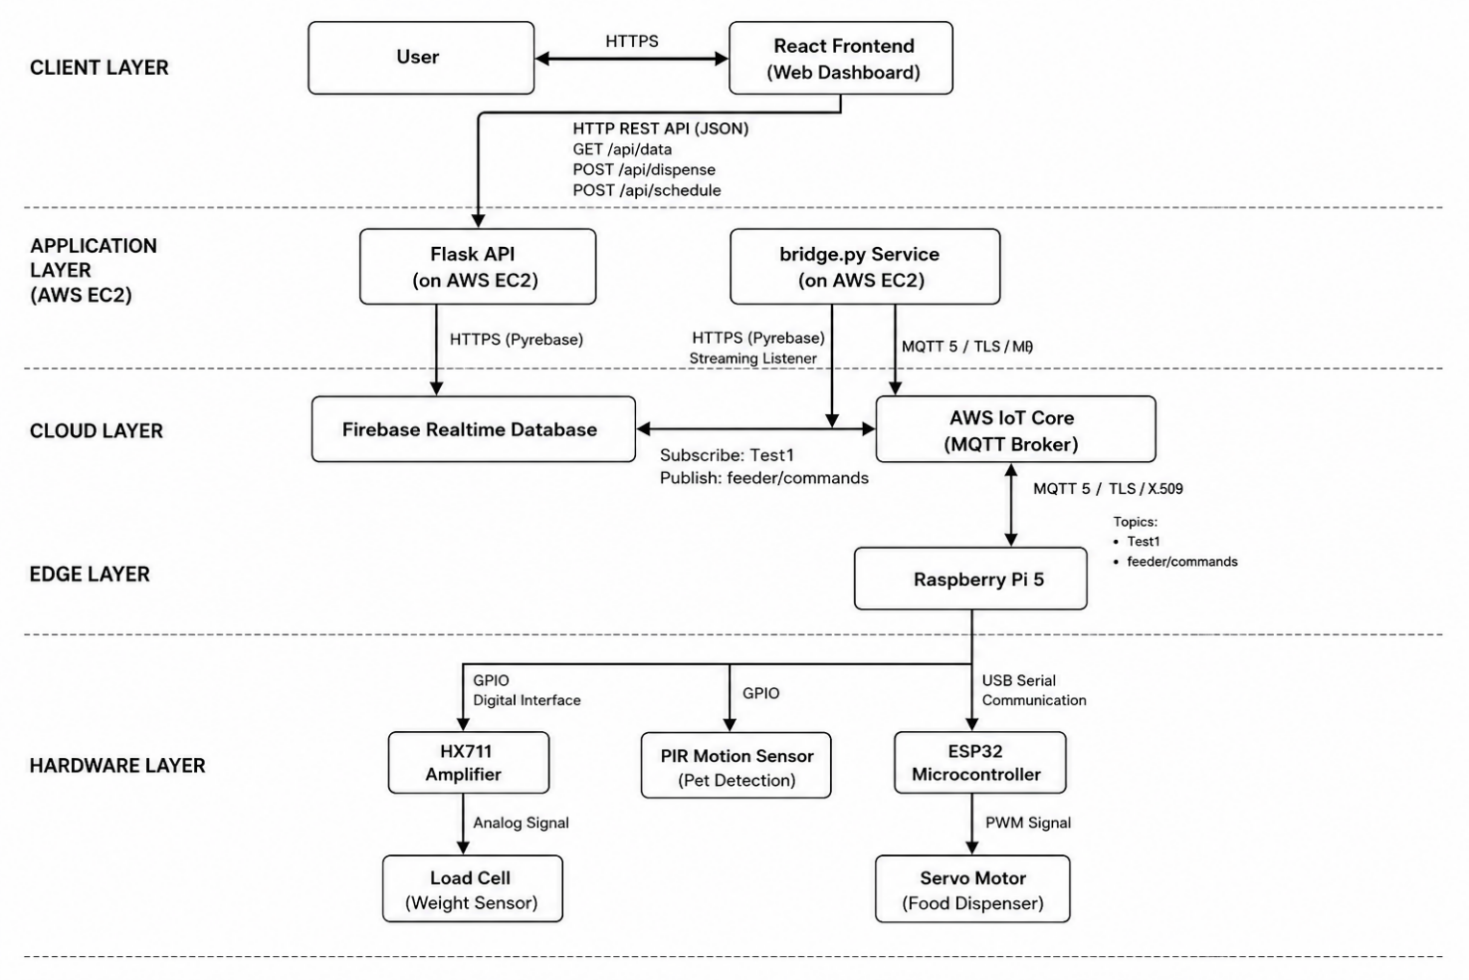 CLIENT LAYER
User
HTTPS
React Frontend
(Web Dashboard)
HTTP REST API (JSON)
GET /api/data
POST /api/dispense
POST /api/schedule
APPLICATION
LAYER
(AWS EC2)
Flask API
(on AWS EC2)
bridge.py Service
(on AWS EC2)
HTTPS (Pyrebase)
HTTPS (Pyrebase)
Streaming Listener
MQTT 5 / TLS /
CLOUD LAYER
Firebase Realtime Database
AWS IoT Core
(MQTT Broker)
Subscribe: Test1
Publish: feeder/commands
MQTT 5 / TLS / X.509
Topics:
• Test1
• feeder/commands
EDGE LAYER
Raspberry Pi 5
GPIO
Digital Interface
GPIO
USB Serial
Communication
HARDWARE LAYER
HX711
Amplifier
PIR Motion Sensor
(Pet Detection)
ESP32
Microcontroller
Analog Signal
PWM Signal
Load Cell
(Weight Sensor)
Servo Motor
(Food Dispenser)